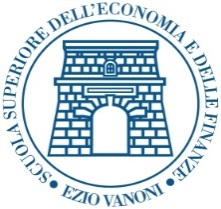 SCUOLA SUPERIORE DELL'ECONOMIA E DELLE FINANZE
• EZIO VANONI •